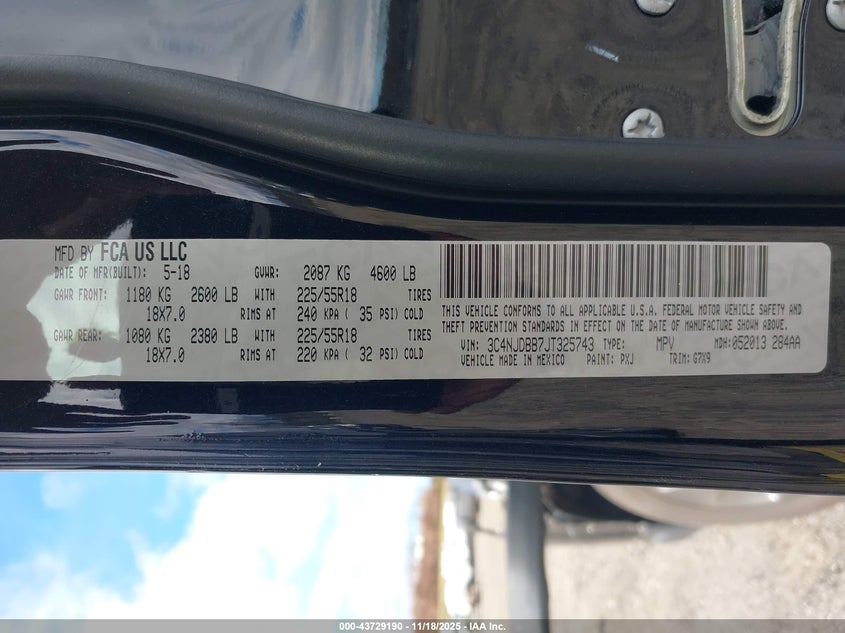 MFD BY FCA US LLC
DATE OF MFR(BUILT): 5-18 GVWR: 2087 KG 4600 LB
GAWR FRONT: 1180 KG 2600 LB WITH 225/55R18 TIRES
18X7.0 RIMS AT 240 KPA ( 35 PSI) COLD
GAWR REAR: 1080 KG 2380 LB WITH 225/55R18 TIRES
18X7.0 RIMS AT 220 KPA ( 32 PSI) COLD
THIS VEHICLE CONFORMS TO ALL APPLICABLE U.S.A. FEDERAL MOTOR VEHICLE SAFETY AND
THEFT PREVENTION STANDARDS IN EFFECT ON THE DATE OF MANUFACTURE SHOWN ABOVE.
VIN: 3C4NJDBB7JT325743 TYPE: MPV MDH:052013 284AA
VEHICLE MADE IN MEXICO PAINT: PXJ TRIM: G7X9
000-43729190 - 11/18/2025 - IAA Inc.